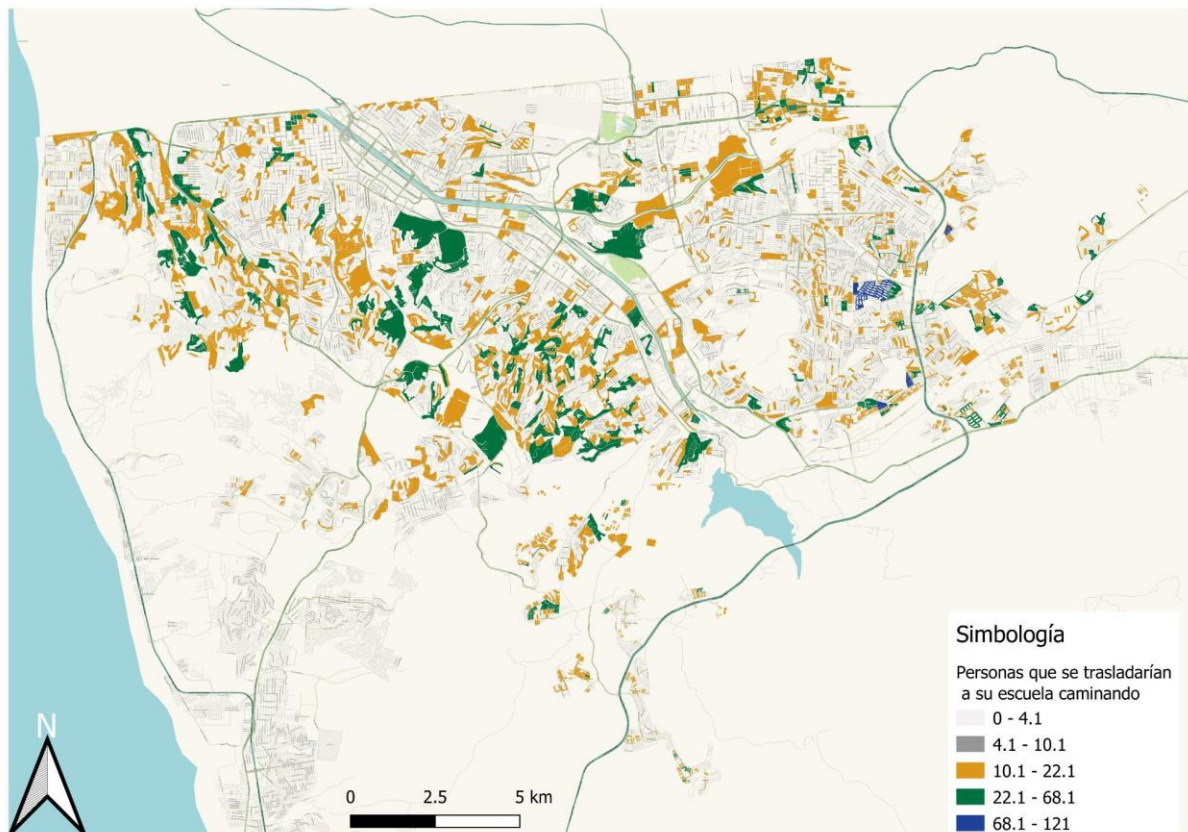 Simbología
Personas que se trasladarían
a su escuela caminando
0 - 4.1
4.1 - 10.1
10.1 - 22.1
22.1 - 68.1
68.1 - 121
N
0 2.5 5 km